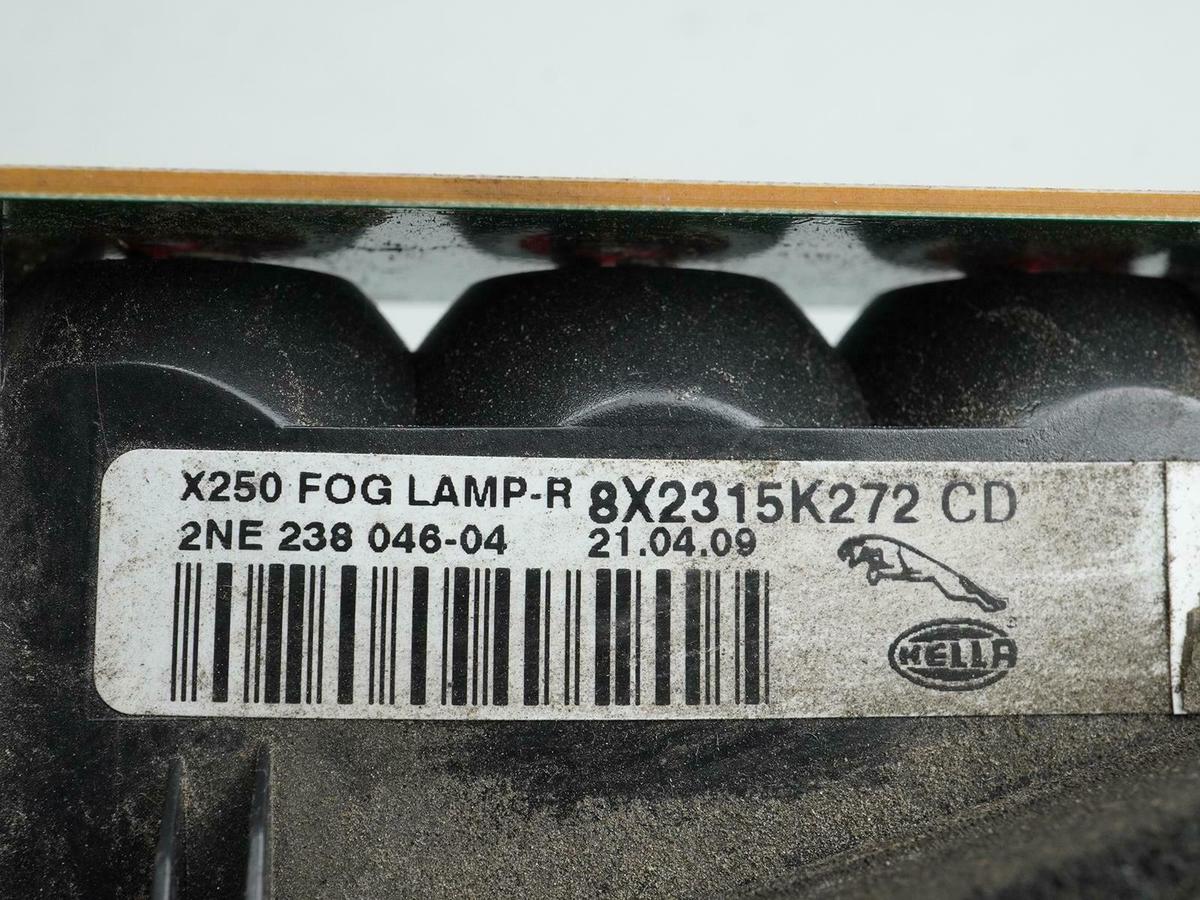 X250 FOG LAMP-R 8X2315K272 CD
2NE 238 046-04 21.04.09
HELLA